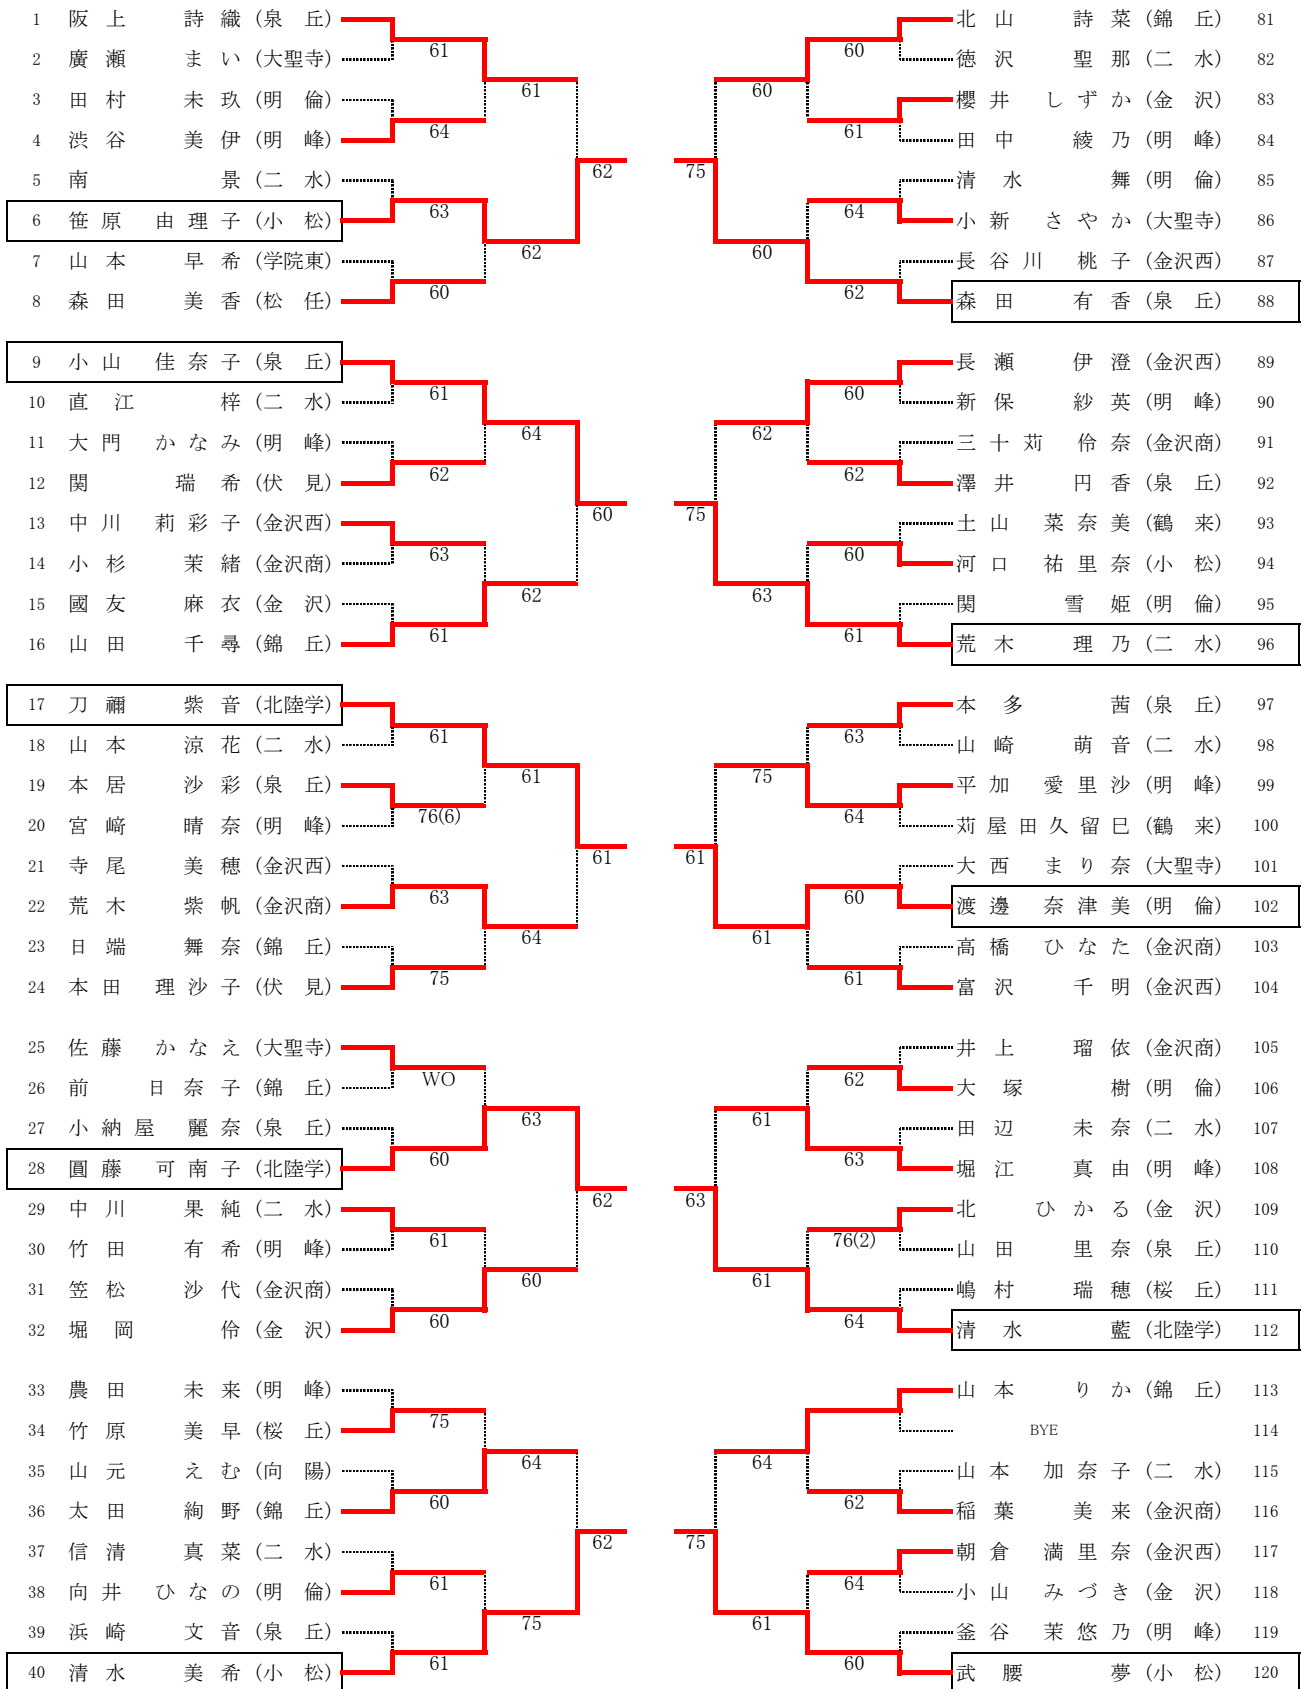 1 阪上 詩織 (泉 丘)
2 廣瀬 まい (大聖寺)
61
3 田村 未玖 (明 倫)
61
4 渋谷 美伊 (明 峰)
64
5 南 景 (二 水)
62
6 笹原 由理子 (小 松)
63
7 山本 早希 (学院東)
62
8 森田 美香 (松 任)
60
9 小山 佳奈子 (泉 丘)
10 直江 梓 (二 水)
61
11 大門 かなみ (明 峰)
64
12 関 瑞希 (伏 見)
62
13 中川 莉彩子 (金沢西)
60
14 小杉 茉緒 (金沢商)
63
15 國友 麻衣 (金 沢)
62
16 山田 千尋 (錦 丘)
61
17 刀禰 紫音 (北陸学)
18 山本 涼花 (二 水)
61
19 本居 沙彩 (泉 丘)
61
20 宮﨑 晴奈 (明 峰)
76(6)
21 寺尾 美穂 (金沢西)
61
22 荒木 紫帆 (金沢商)
63
23 日端 舞奈 (錦 丘)
64
24 本田 理沙子 (伏 見)
75
25 佐藤 かなえ (大聖寺)
26 前 日奈子 (錦 丘)
WO
27 小納屋 麗奈 (泉 丘)
63
28 圓藤 可南子 (北陸学)
60
29 中川 果純 (二 水)
62
30 竹田 有希 (明 峰)
61
31 笠松 沙代 (金沢商)
60
32 堀岡 伶 (金 沢)
60
33 農田 未来 (明 峰)
34 竹原 美早 (桜 丘)
75
35 山元 えむ (向 陽)
64
36 太田 絢野 (錦 丘)
60
37 信清 真菜 (二 水)
62
38 向井 ひなの (明 倫)
61
39 浜崎 文音 (泉 丘)
75
40 清水 美希 (小 松)
61
北山 詩菜 (錦 丘) 81
60
徳沢 聖那 (二 水) 82
60
櫻井 しずか (金 沢) 83
61
田中 綾乃 (明 峰) 84
75
清水 舞 (明 倫) 85
64
小新 さやか (大聖寺) 86
60
長谷川 桃子 (金沢西) 87
62
森田 有香 (泉 丘) 88
長瀬 伊澄 (金沢西) 89
60
新保 紗英 (明 峰) 90
62
三十苅 伶奈 (金沢商) 91
62
澤井 円香 (泉 丘) 92
75
土山 菜奈美 (鶴 来) 93
60
河口 祐里奈 (小 松) 94
63
関 雪姫 (明 倫) 95
61
荒木 理乃 (二 水) 96
本多 茜 (泉 丘) 97
63
山崎 萌音 (二 水) 98
75
平加 愛里沙 (明 峰) 99
64
苅屋田久留巳 (鶴 来) 100
61
大西 まり奈 (大聖寺) 101
60
渡邊 奈津美 (明 倫) 102
61
高橋 ひなた (金沢商) 103
61
富沢 千明 (金沢西) 104
井上 瑠依 (金沢商) 105
62
大塚 樹 (明 倫) 106
61
田辺 未奈 (二 水) 107
63
堀江 真由 (明 峰) 108
63
北 ひかる (金 沢) 109
76(2)
山田 里奈 (泉 丘) 110
61
嶋村 瑞穂 (桜 丘) 111
64
清水 藍 (北陸学) 112
山本 りか (錦 丘) 113
BYE 114
64
山本 加奈子 (二 水) 115
62
稲葉 美来 (金沢商) 116
75
朝倉 満里奈 (金沢西) 117
64
小山 みづき (金 沢) 118
61
釜谷 茉悠乃 (明 峰) 119
60
武腰 夢 (小 松) 120